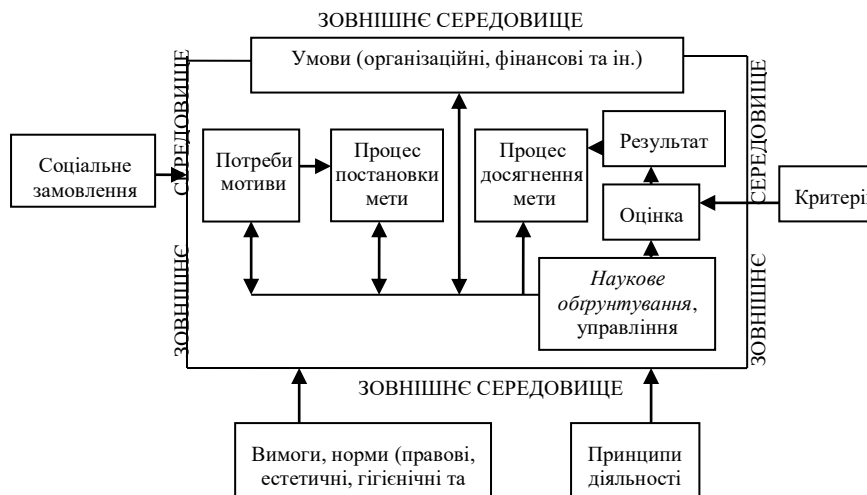 ЗОВНІШНЄ СЕРЕДОВИЩЕ
Умови (організаційні, фінансові та ін.)
Соціальне
замовлення
ЗОВНІШНЄ СЕРЕДОВИЩЕ
Потреби
мотиви
Процес
постановки
мети
Процес
досягнення
мети
Результат
Оцінка
Наукове
обґрунтування,
управління
ЗОВНІШНЄ СЕРЕДОВИЩЕ
Критерії
ЗОВНІШНЄ СЕРЕДОВИЩЕ
Вимоги, норми (правові,
естетичні, гігієнічні та
Принципи
діяльності